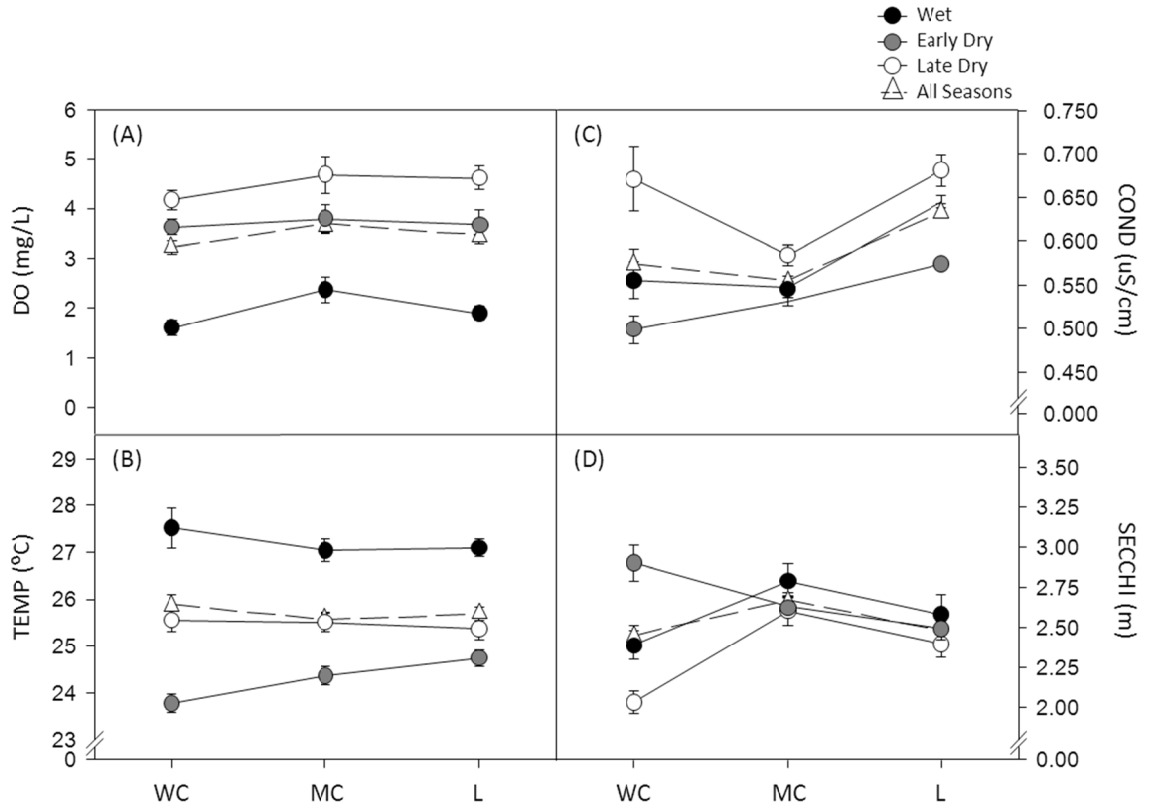 Wet
Early Dry
Late Dry
All Seasons
(A)
6
5
4
3
2
1
0
DO (mg/L)
(C)
0.750
0.700
0.650
0.600
0.550
0.500
0.450
0.000
COND (uS/cm)
(B)
29
28
27
26
25
24
23
0
TEMP (°C)
(D)
3.50
3.25
3.00
2.75
2.50
2.25
2.00
0.00
SECCHI (m)
WC MC L WC MC L